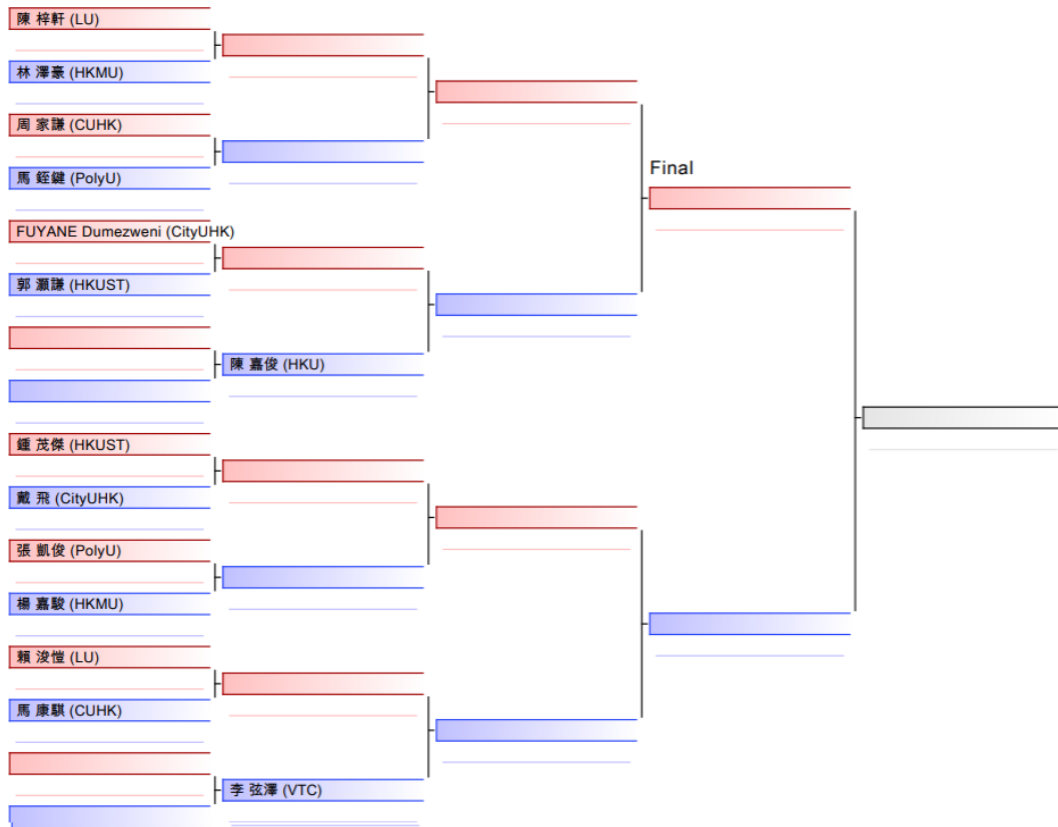 陳 梓軒 (LU)
林 澤豪 (HKMU)
周 家謙 (CUHK)
馬 銍鍵 (PolyU)
Final
FUYANE Dumezweni (CityUHK)
郭 灝謙 (HKUST)
陳 嘉俊 (HKU)
鍾 茂傑 (HKUST)
戴 飛 (CityUHK)
張 凱俊 (PolyU)
楊 嘉駿 (HKMU)
賴 浚愷 (LU)
馬 康騏 (CUHK)
李 弦澤 (VTC)